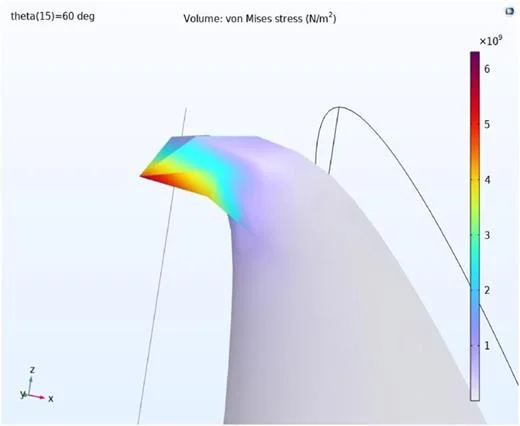 theta(15)=60 deg
Volume: von Mises stress (N/m²)
×10⁹
6
5
4
3
2
1
z
y
x